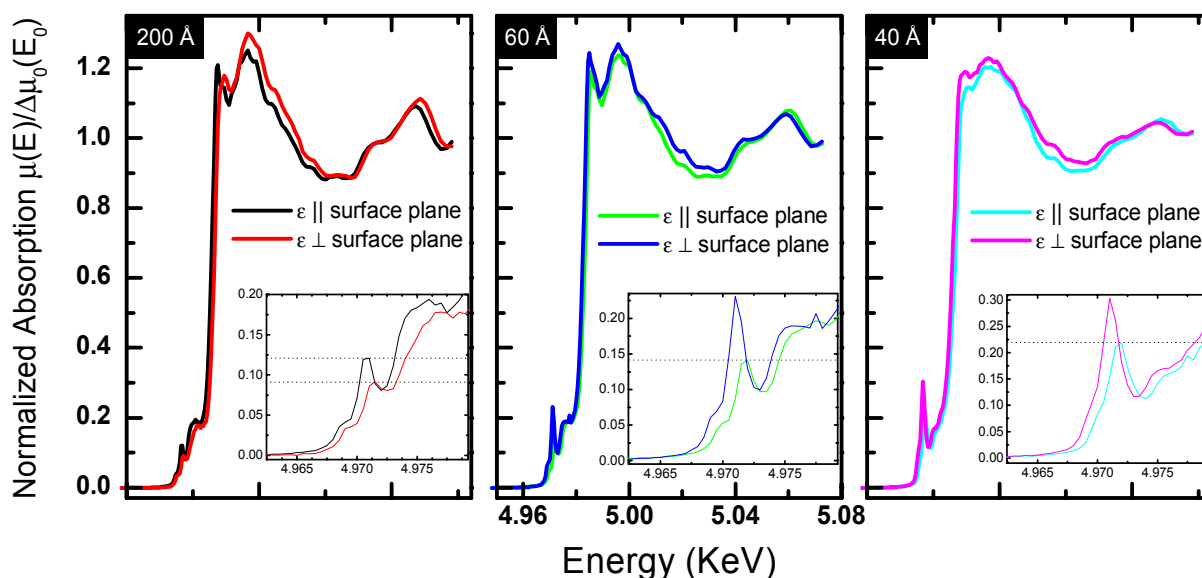 200 Å
60 Å
40 Å
Normalized Absorption μ(E)/Δμ₀(E₀)
1.2
1.0
0.8
0.6
0.4
0.2
0.0
ε || surface plane
ε ⊥ surface plane
ε || surface plane
ε ⊥ surface plane
ε || surface plane
ε ⊥ surface plane
0.20
0.15
0.10
0.05
0.00
4.965 4.970 4.975
0.20
0.15
0.10
0.05
0.00
4.965 4.970 4.975
0.30
0.25
0.20
0.15
0.10
0.05
0.00
4.965 4.970 4.975
4.96 5.00 5.04 5.08
Energy (KeV)